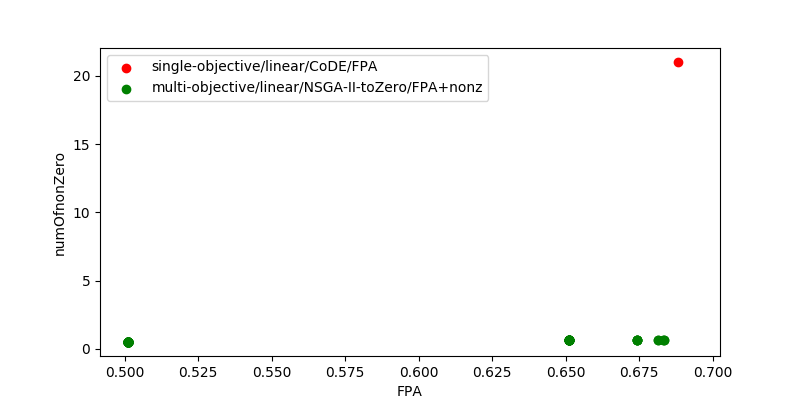 single-objective/linear/CoDE/FPA
multi-objective/linear/NSGA-II-toZero/FPA+nonz
numOfnonZero
20
15
10
5
0
0.500 0.525 0.550 0.575 0.600 0.625 0.650 0.675 0.700
FPA